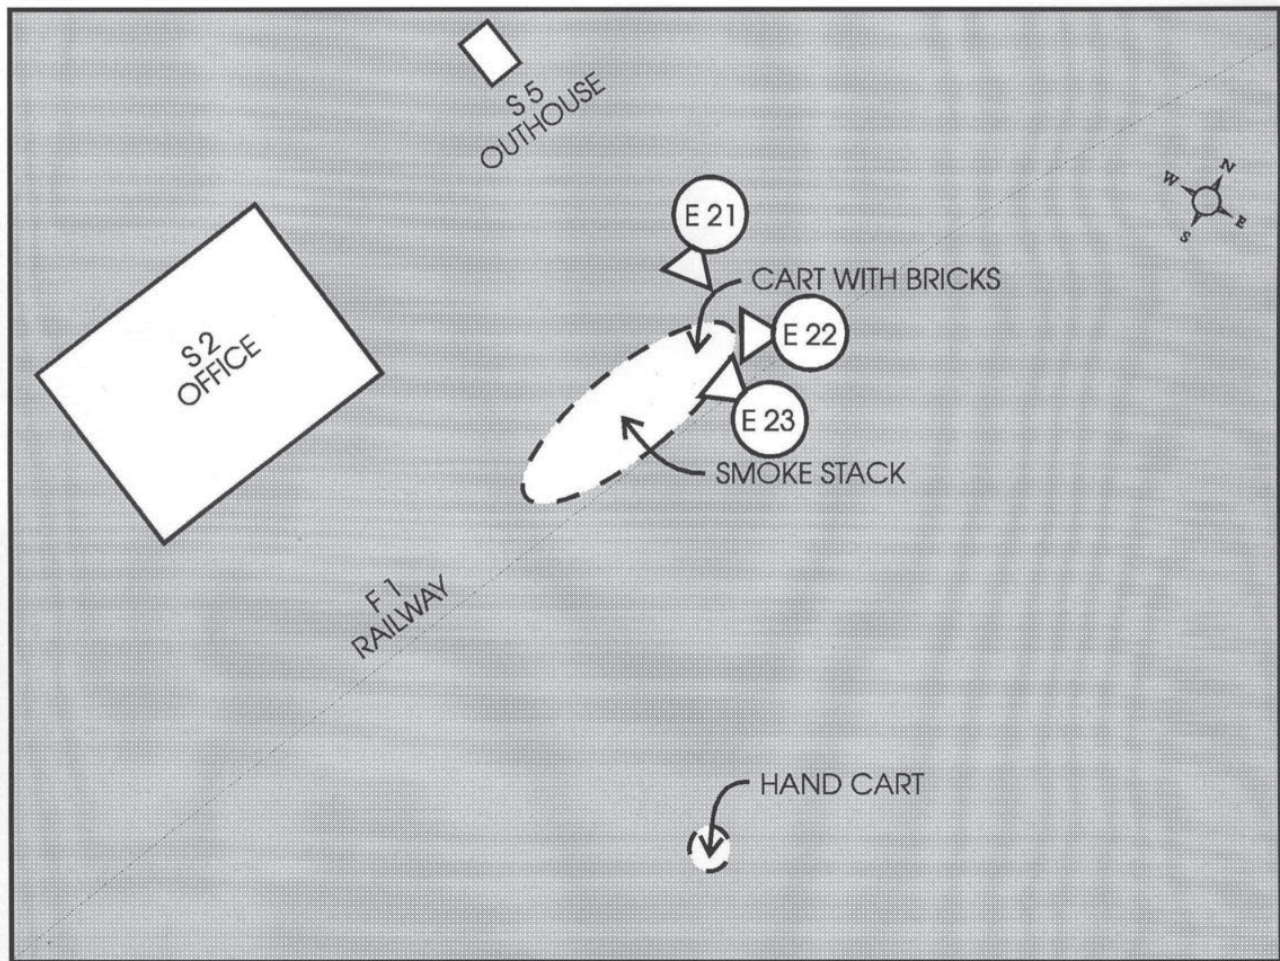 S 5
OUTHOUSE
N
W
E
S
E 21
CART WITH BRICKS
E 22
S 2
OFFICE
E 23
SMOKE STACK
F 1
RAILWAY
HAND CART